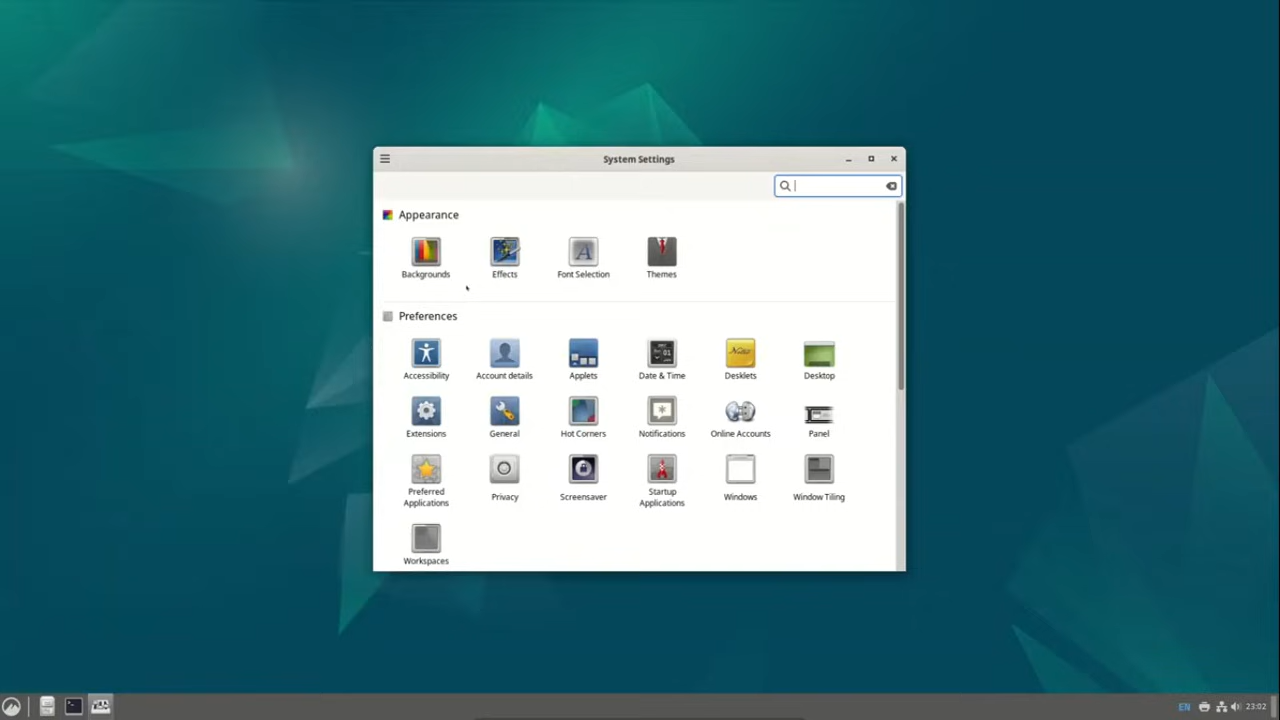 System Settings
Appearance
Backgrounds
Effects
Font Selection
Themes
Preferences
Accessibility
Account details
Applets
Date & Time
Desklets
Desktop
Extensions
General
Hot Corners
Notifications
Online Accounts
Panel
Preferred
Applications
Privacy
Screensaver
Startup
Applications
Windows
Window Tiling
Workspaces
EN
23:02